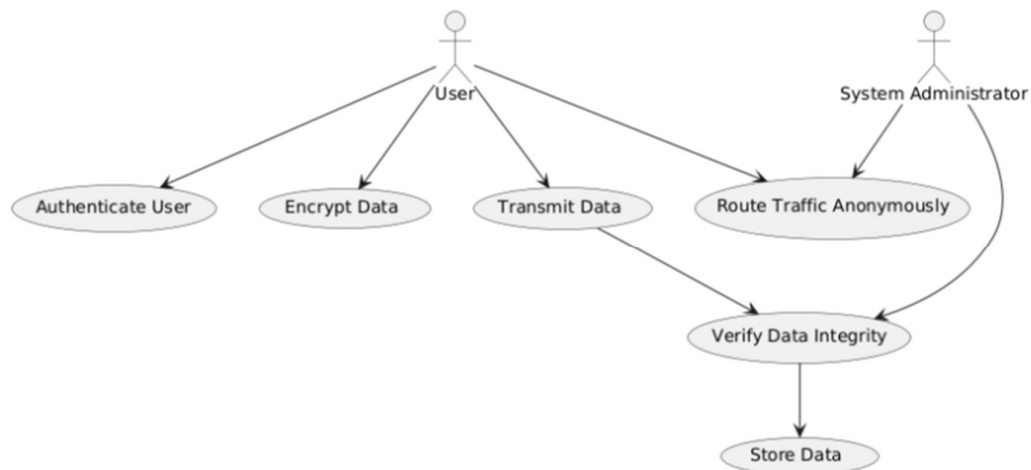 User
System Administrator
Authenticate User
Encrypt Data
Transmit Data
Route Traffic Anonymously
Verify Data Integrity
Store Data